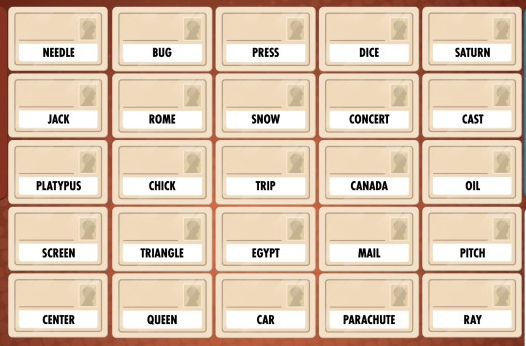 NEEDLE
BUG
PRESS
DICE
SATURN
JACK
ROME
SNOW
CONCERT
CAST
PLATYPUS
CHICK
TRIP
CANADA
OIL
SCREEN
TRIANGLE
EGYPT
MAIL
PITCH
CENTER
QUEEN
CAR
PARACHUTE
RAY